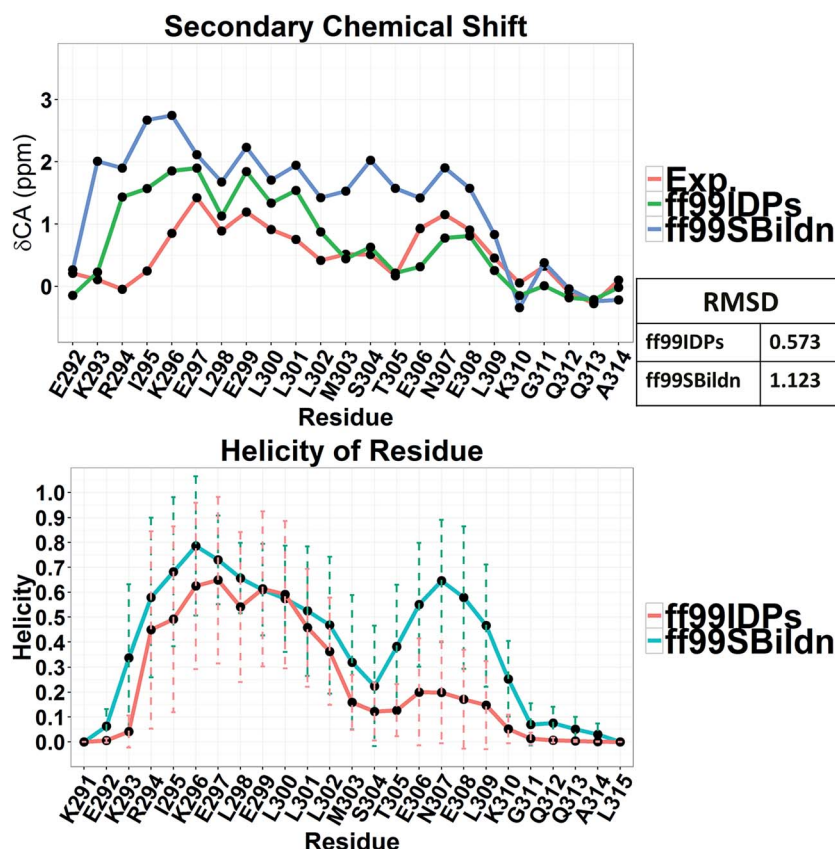 Secondary Chemical Shift
δCA (ppm)
3
2
1
0
E292
K293
R294
I295
K296
E297
L298
E299
L300
L301
L302
M303
S304
T305
E306
N307
E308
L309
K310
G311
Q312
Q313
A314
Residue
Exp.
ff99IDPs
ff99SBildn
RMSD
ff99IDPs 0.573
ff99SBildn 1.123
Helicity of Residue
Helicity
1.0
0.9
0.8
0.7
0.6
0.5
0.4
0.3
0.2
0.1
0.0
K291
E292
K293
R294
I295
K296
E297
L298
E299
L300
L301
L302
M303
S304
T305
E306
N307
E308
L309
K310
G311
Q312
Q313
A314
L315
Residue
ff99IDPs
ff99SBildn